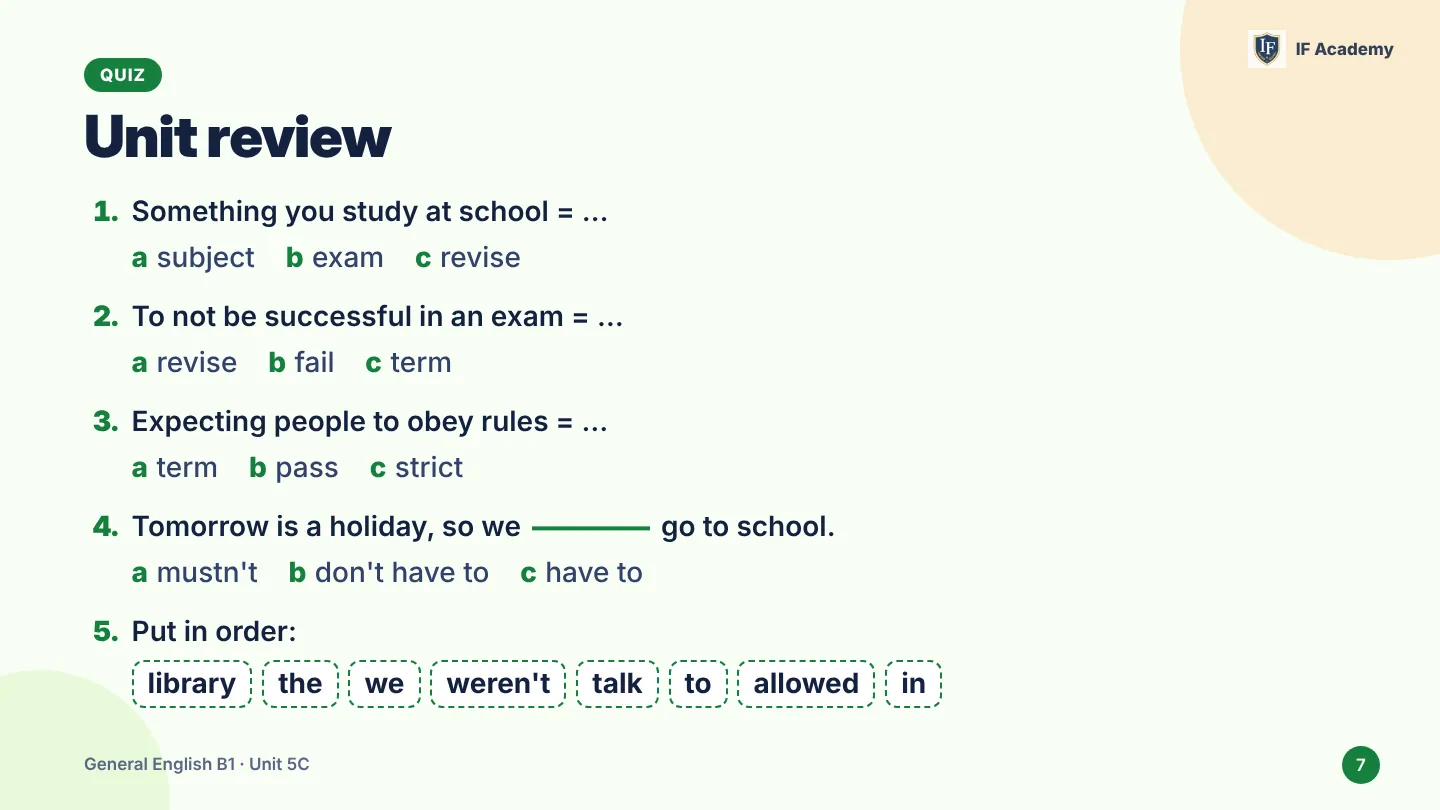 IF
IF Academy
QUIZ
Unit review
1. Something you study at school = ...
a subject b exam c revise
2. To not be successful in an exam = ...
a revise b fail c term
3. Expecting people to obey rules = ...
a term b pass c strict
4. Tomorrow is a holiday, so we ______ go to school.
a mustn't b don't have to c have to
5. Put in order:
library the we weren't talk to allowed in
General English B1 · Unit 5C
7